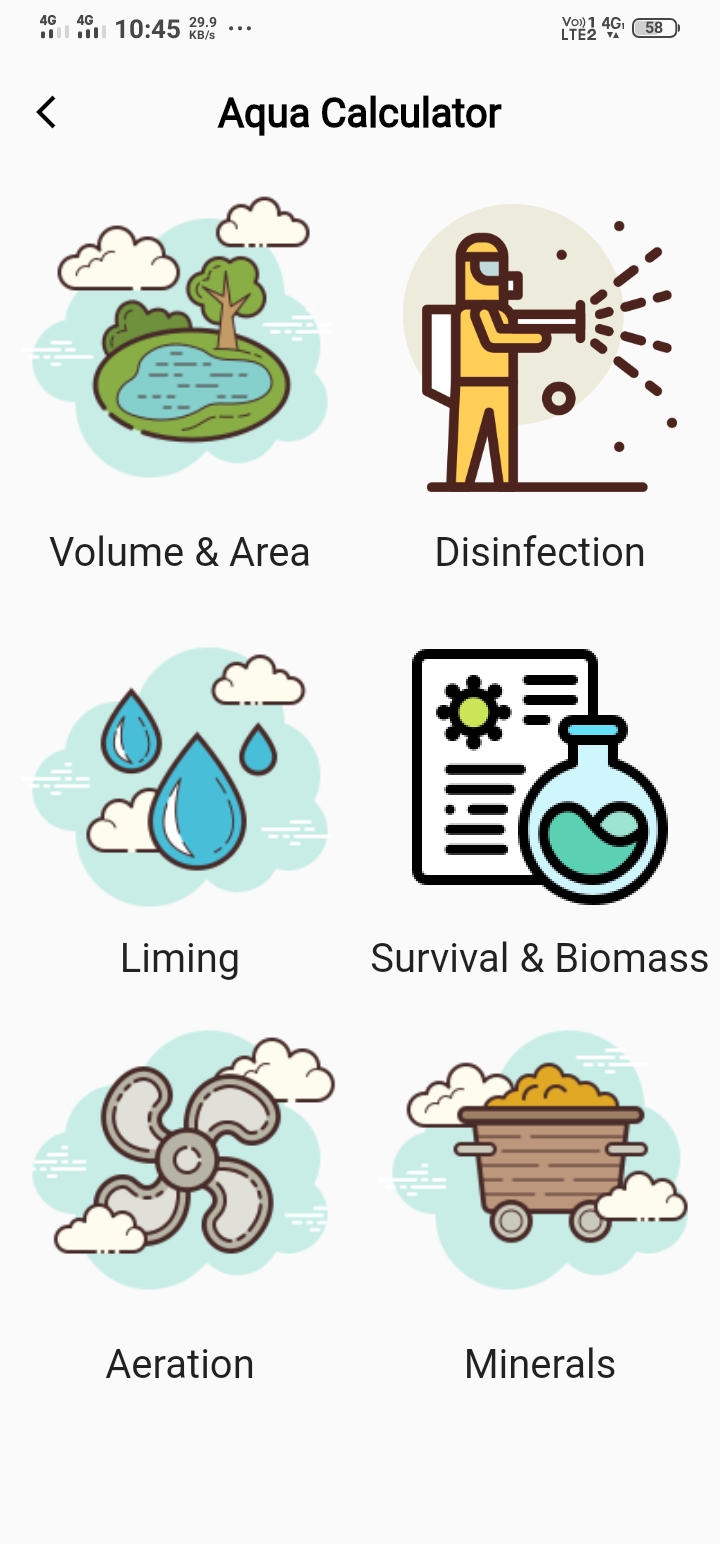 4G 4G 10:45 29.9 KB/s ... Vo)) 1 LTE2 4G 58
Aqua Calculator
Volume & Area Disinfection
Liming Survival & Biomass
Aeration Minerals